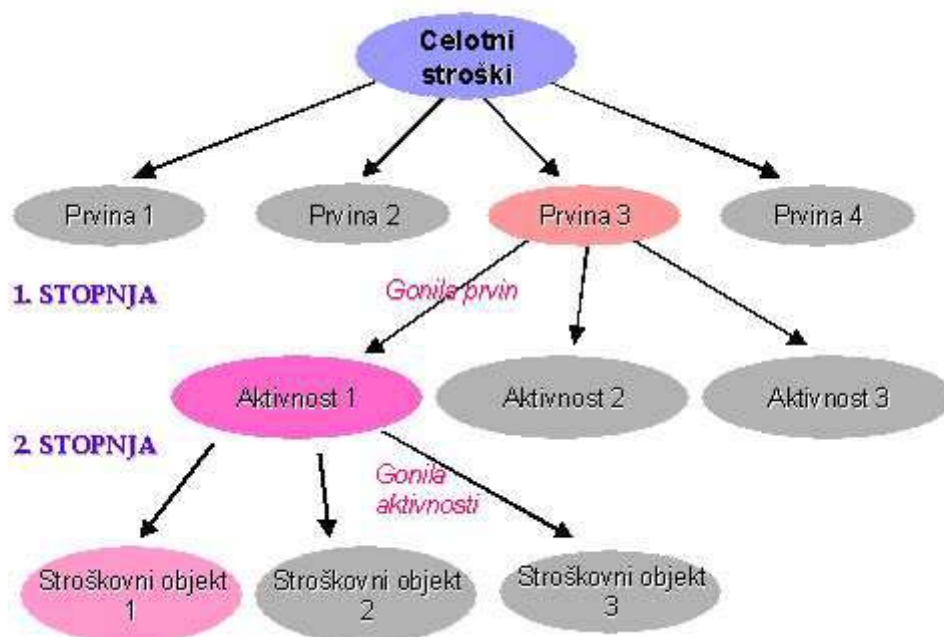 Celotni
stroški
Prvina 1
Prvina 2
Prvina 3
Prvina 4
1. STOPNJA
Gonila prvin
Aktivnost 1
Aktivnost 2
Aktivnost 3
2. STOPNJA
Gonila
aktivnosti
Stroškovni objekt
1
Stroškovni objekt
2
Stroškovni objekt
3